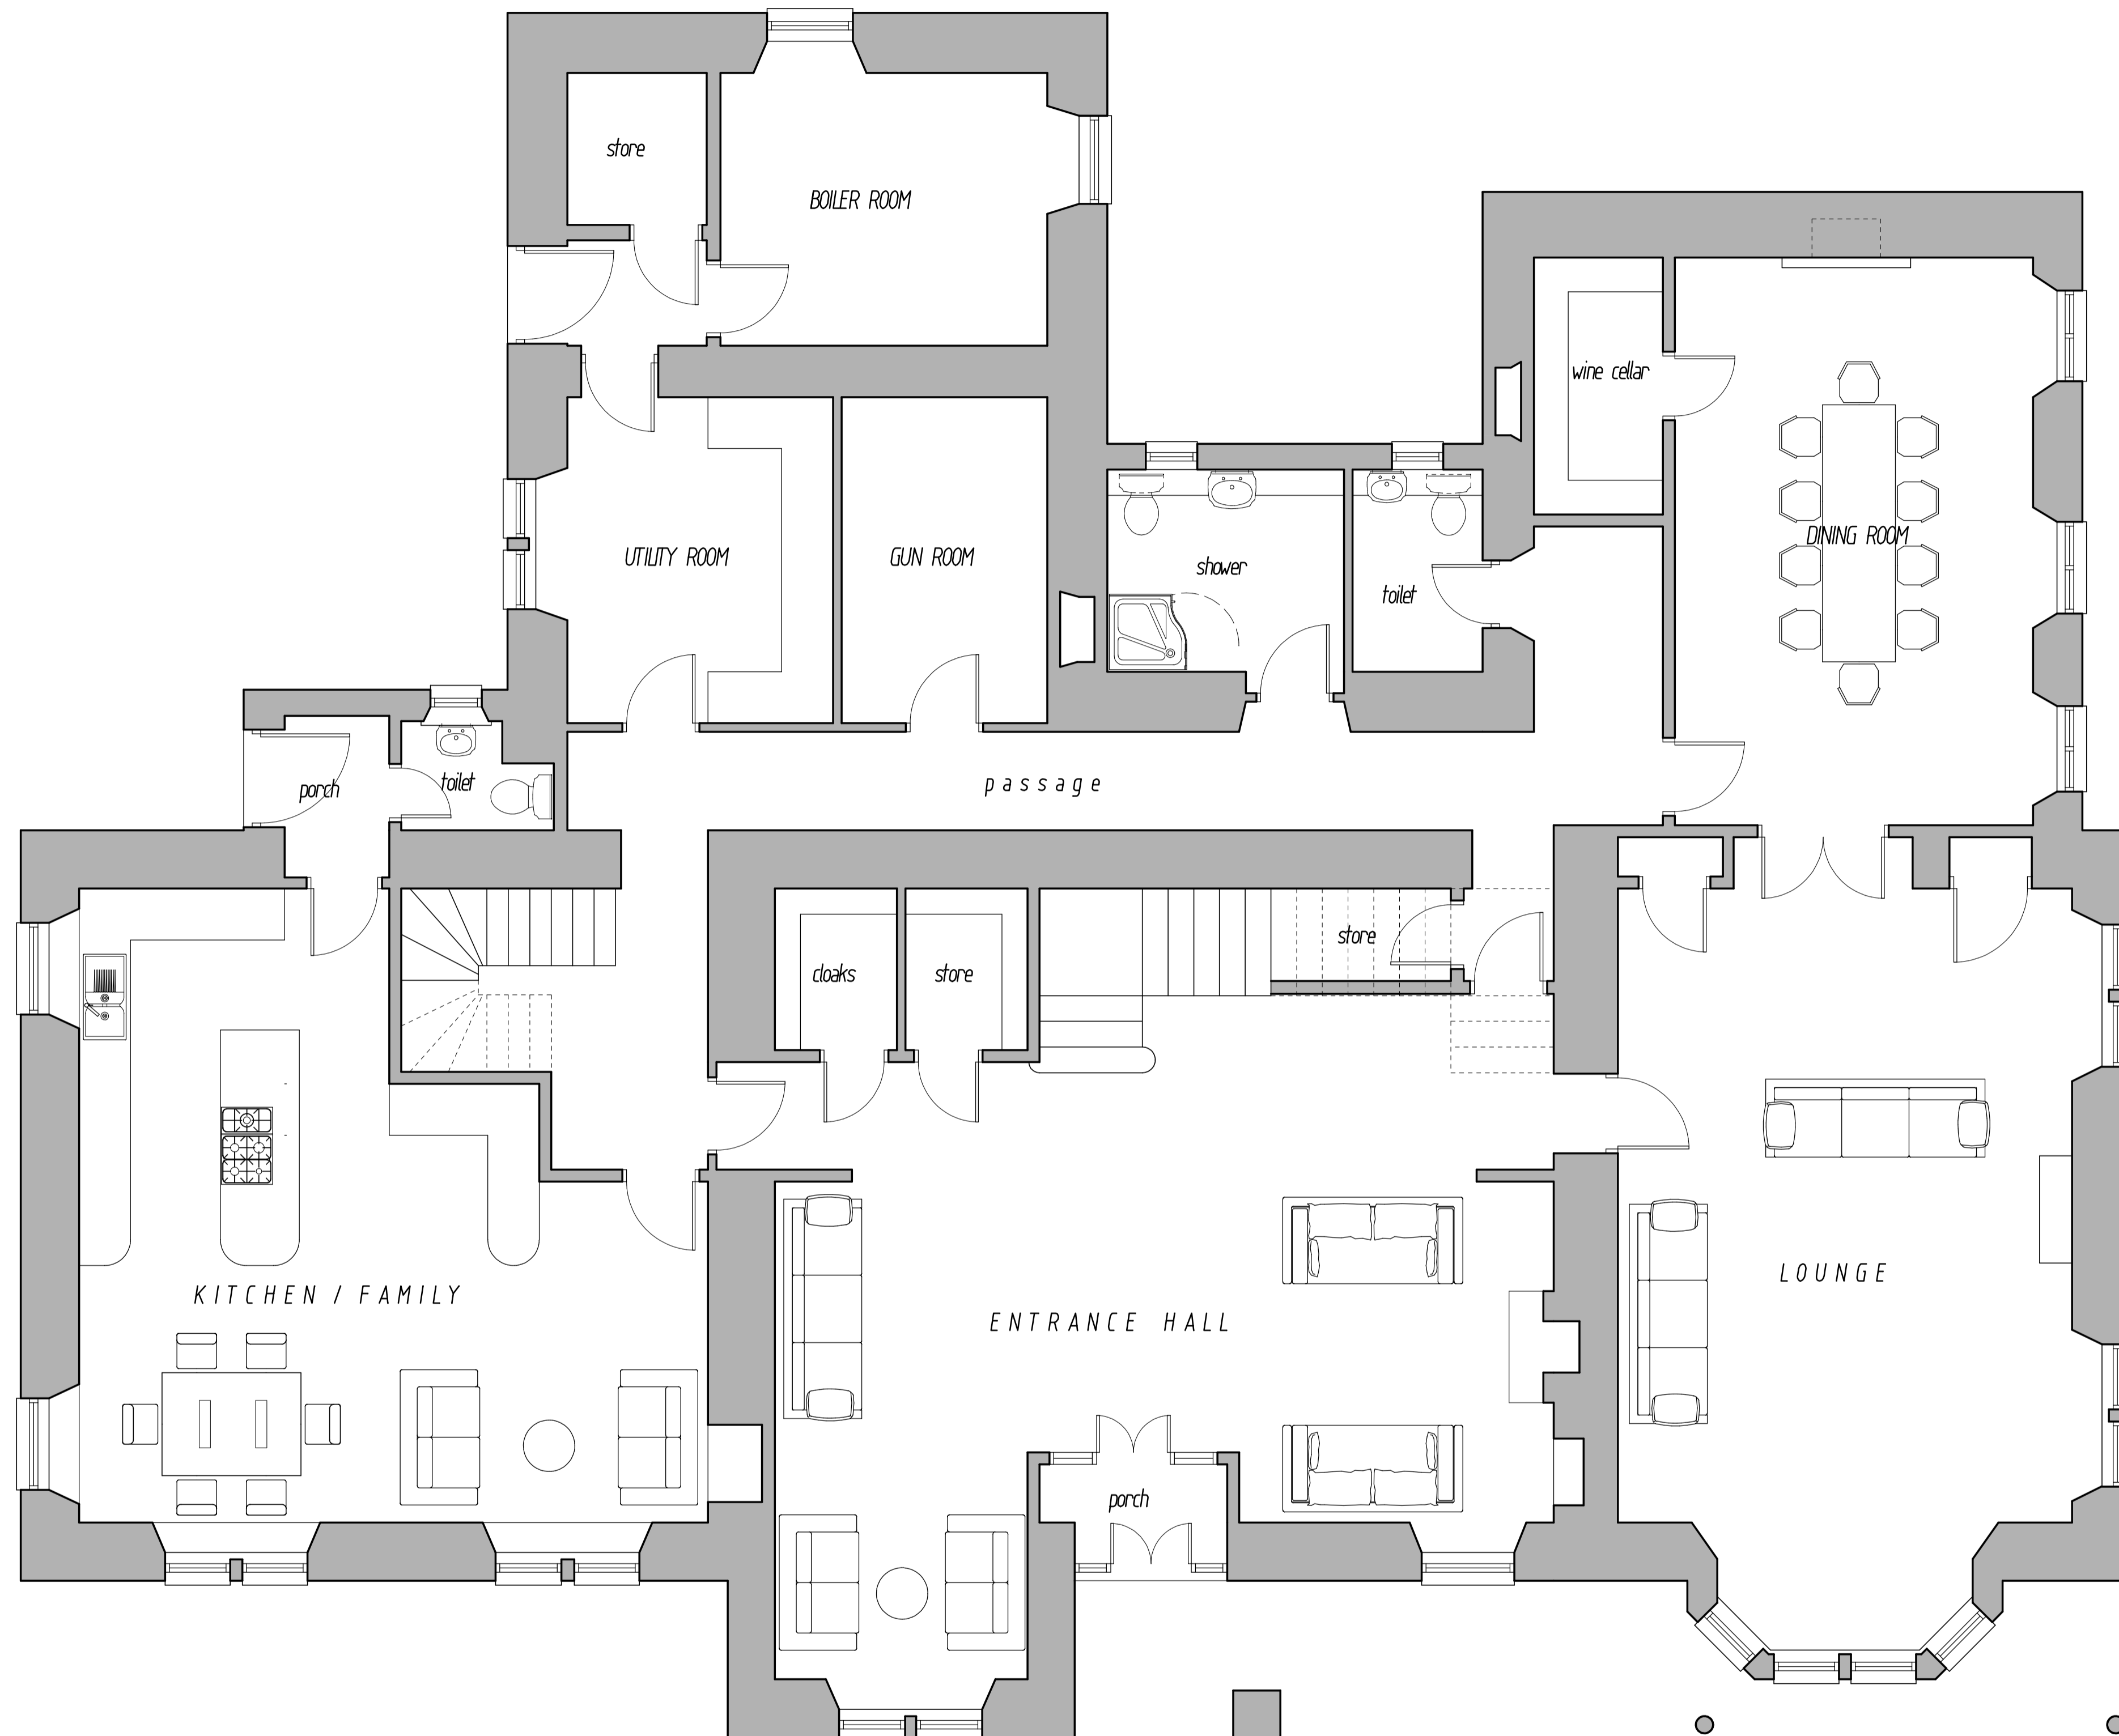 store
BOILER ROOM
wine cellar
DINING ROOM
UTILITY ROOM
GUN ROOM
shower
toilet
porch
toilet
passage
cloaks
store
store
KITCHEN / FAMILY
ENTRANCE HALL
LOUNGE
porch